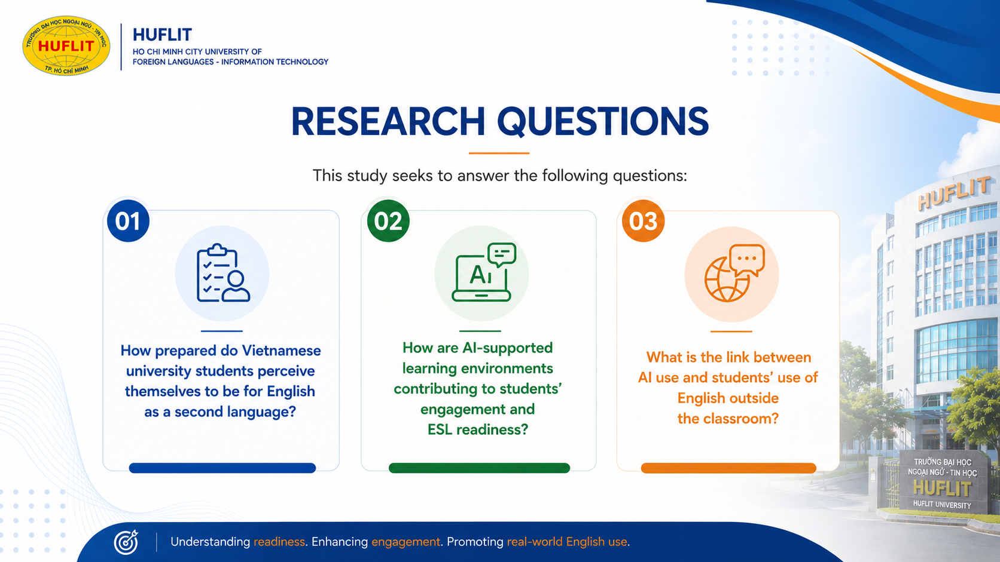 TRƯỜNG ĐẠI HỌC NGOẠI NGỮ - TIN HỌC
HUFLIT
TP. HỒ CHÍ MINH
HUFLIT
HO CHI MINH CITY UNIVERSITY OF
FOREIGN LANGUAGES - INFORMATION TECHNOLOGY
RESEARCH QUESTIONS
This study seeks to answer the following questions:
01
How prepared do Vietnamese
university students perceive
themselves to be for English
as a second language?
02
Ai
How are AI-supported
learning environments
contributing to students’
engagement and
ESL readiness?
03
What is the link between
AI use and students’ use of
English outside
the classroom?
HUFLIT
TRƯỜNG ĐẠI HỌC
NGOẠI NGỮ - TIN HỌC
HUFLIT
HUFLIT UNIVERSITY
Understanding readiness. Enhancing engagement. Promoting real-world English use.